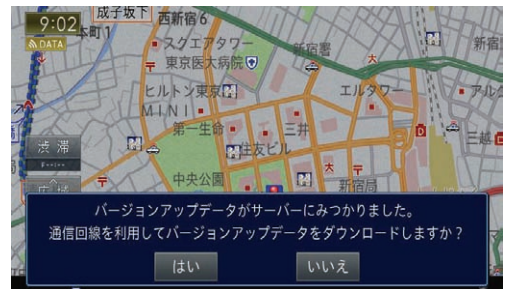 9:02
DATA
成子坂下
西新宿6
本町1
スクエアタワー
東京医大病院
新宿署
新宿
ヒルトン東京
MINI
エルタワー
アルク
第一生命
三井
住友ビル
三越
渋滞
中央公園
新宿局
広域
バージョンアップデータがサーバーにみつかりました。
通信回線を利用してバージョンアップデータをダウンロードしますか？
はい
いいえ